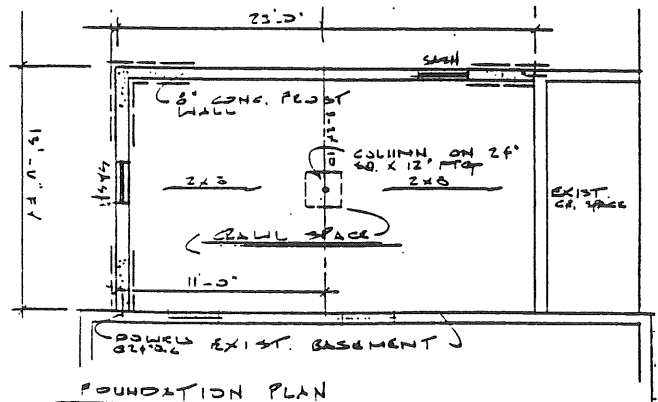 23'-0"
SASH
8" CONC. FROST
WALL
COLUMN ON 24"
SQ. X 12" FTG
2x8
2x8
SASH
EXIST.
CR. SPACE
CRAWL SPACE
11'-0"
DOWELS
@24"O.C.
EXIST. BASEMENT
FOUNDATION PLAN